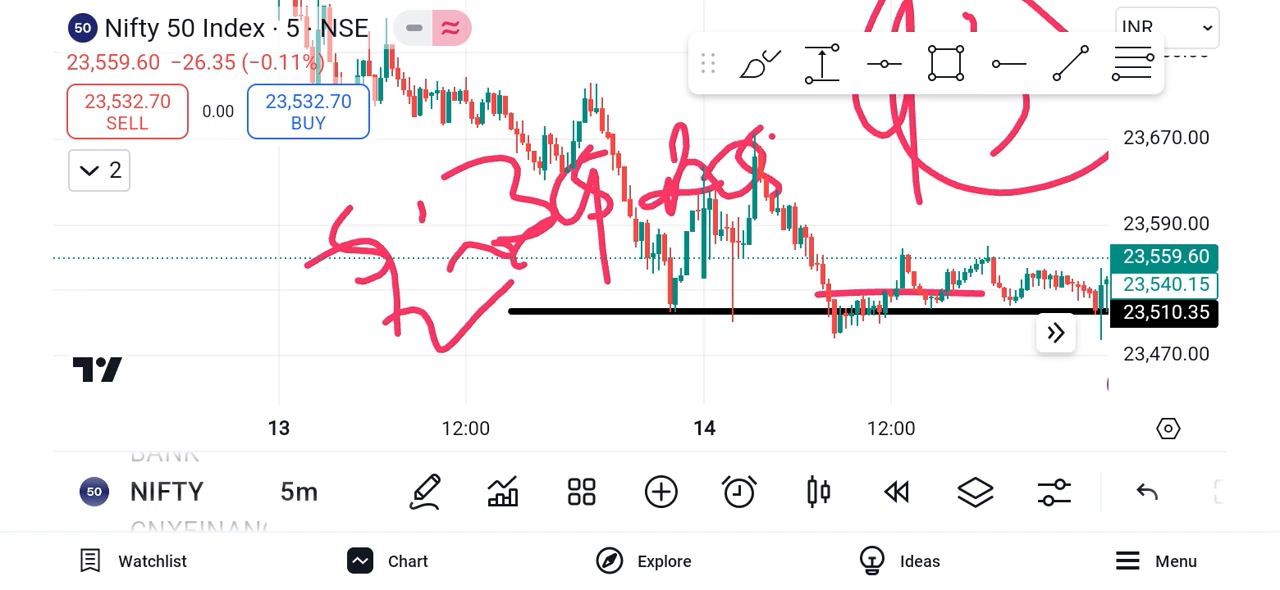 50 Nifty 50 Index · 5 · NSE
INR
23,559.60 −26.35 (−0.11%)
23,532.70 SELL
0.00
23,532.70 BUY
2
23,670.00
23,590.00
23,559.60
23,540.15
23,510.35
23,470.00
13 12:00 14 12:00
BANK
50 NIFTY 5m
Watchlist Chart Explore Ideas Menu